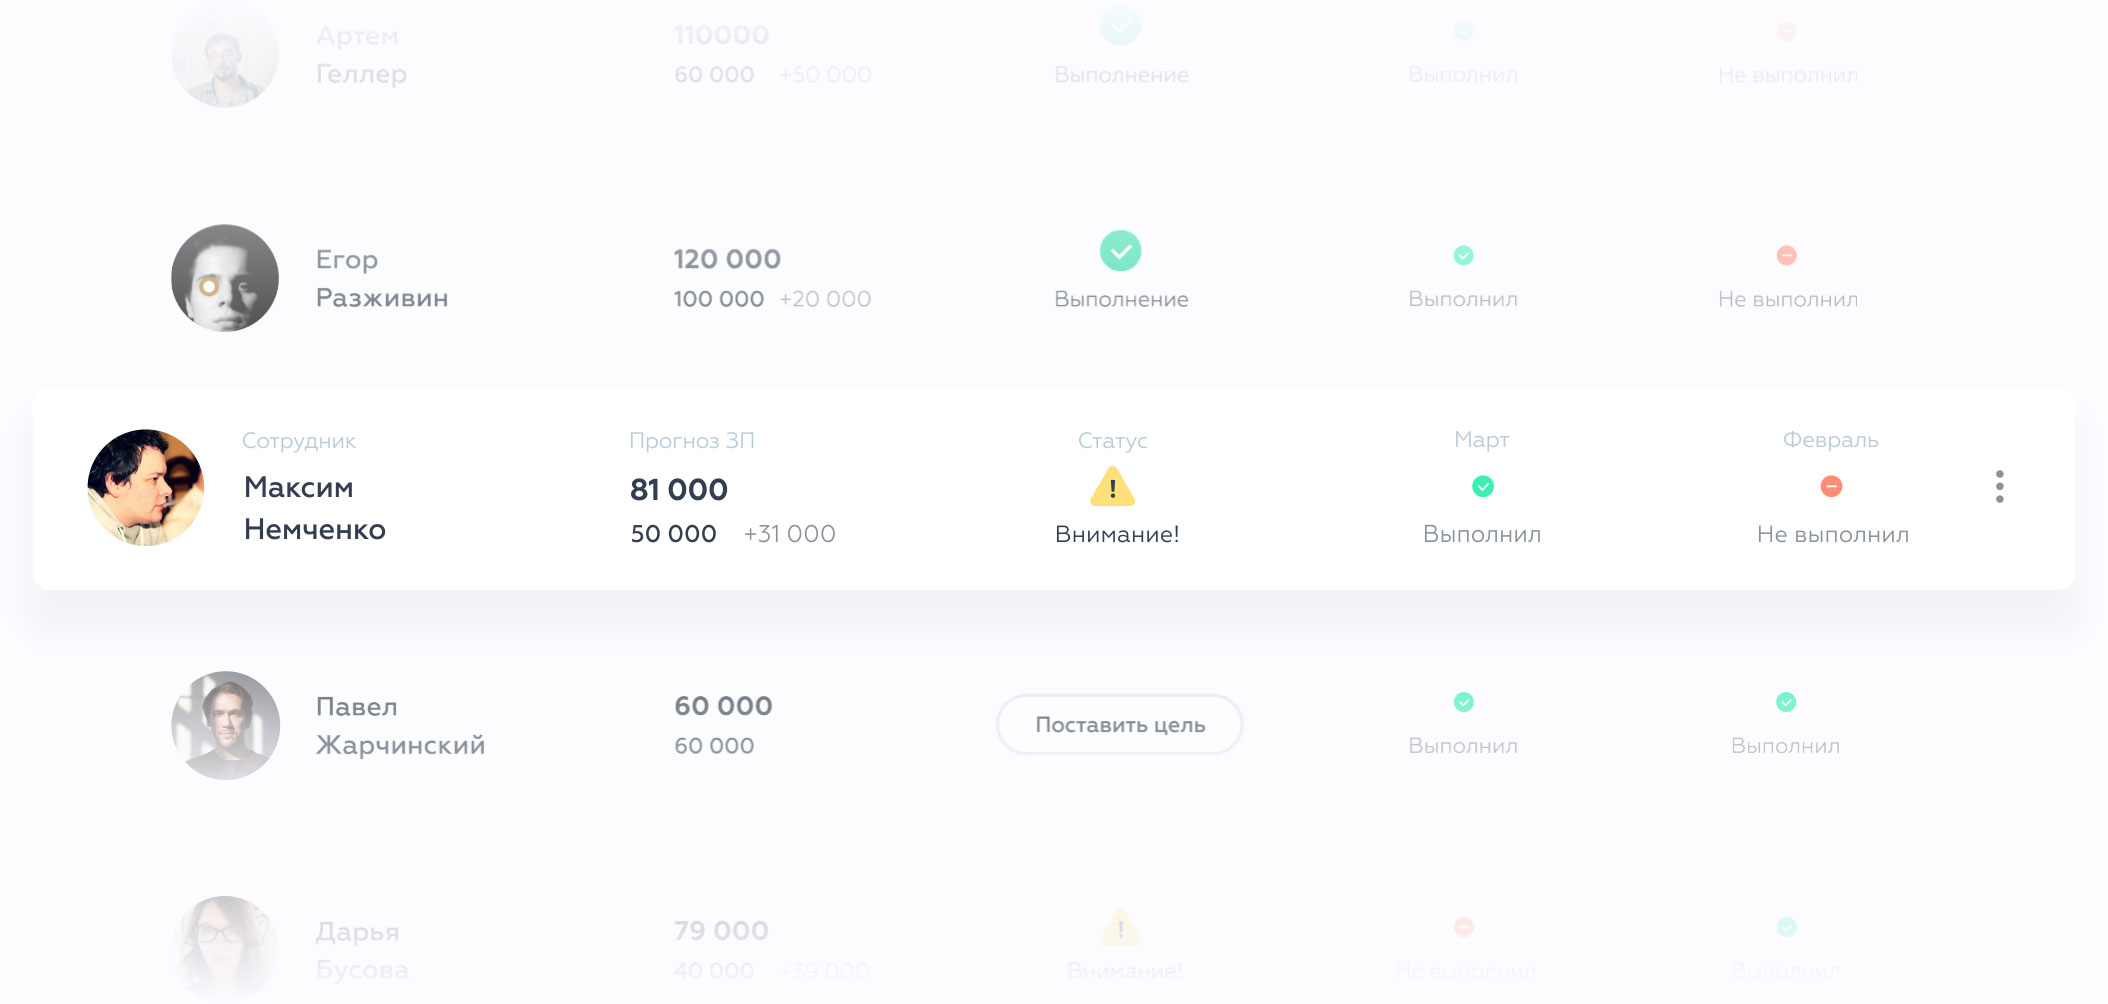 Артем
Геллер
110000
60 000 +50 000
Выполнение
Выполнил
Не выполнил
Егор
Разживин
120 000
100 000 +20 000
Выполнение
Выполнил
Не выполнил
Сотрудник
Максим
Немченко
Прогноз ЗП
81 000
50 000 +31 000
Статус
Внимание!
Март
Выполнил
Февраль
Не выполнил
Павел
Жарчинский
60 000
60 000
Поставить цель
Выполнил
Выполнил
Дарья
Бусова
79 000
40 000 +39 000
Внимание!
Не выполнил
Выполнил